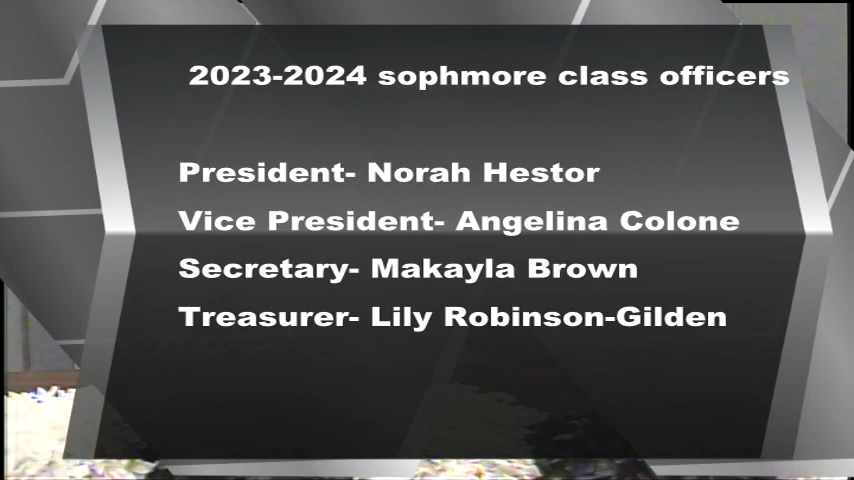 2023-2024 sophmore class officers
President- Norah Hestor
Vice President- Angelina Colone
Secretary- Makayla Brown
Treasurer- Lily Robinson-Gilden